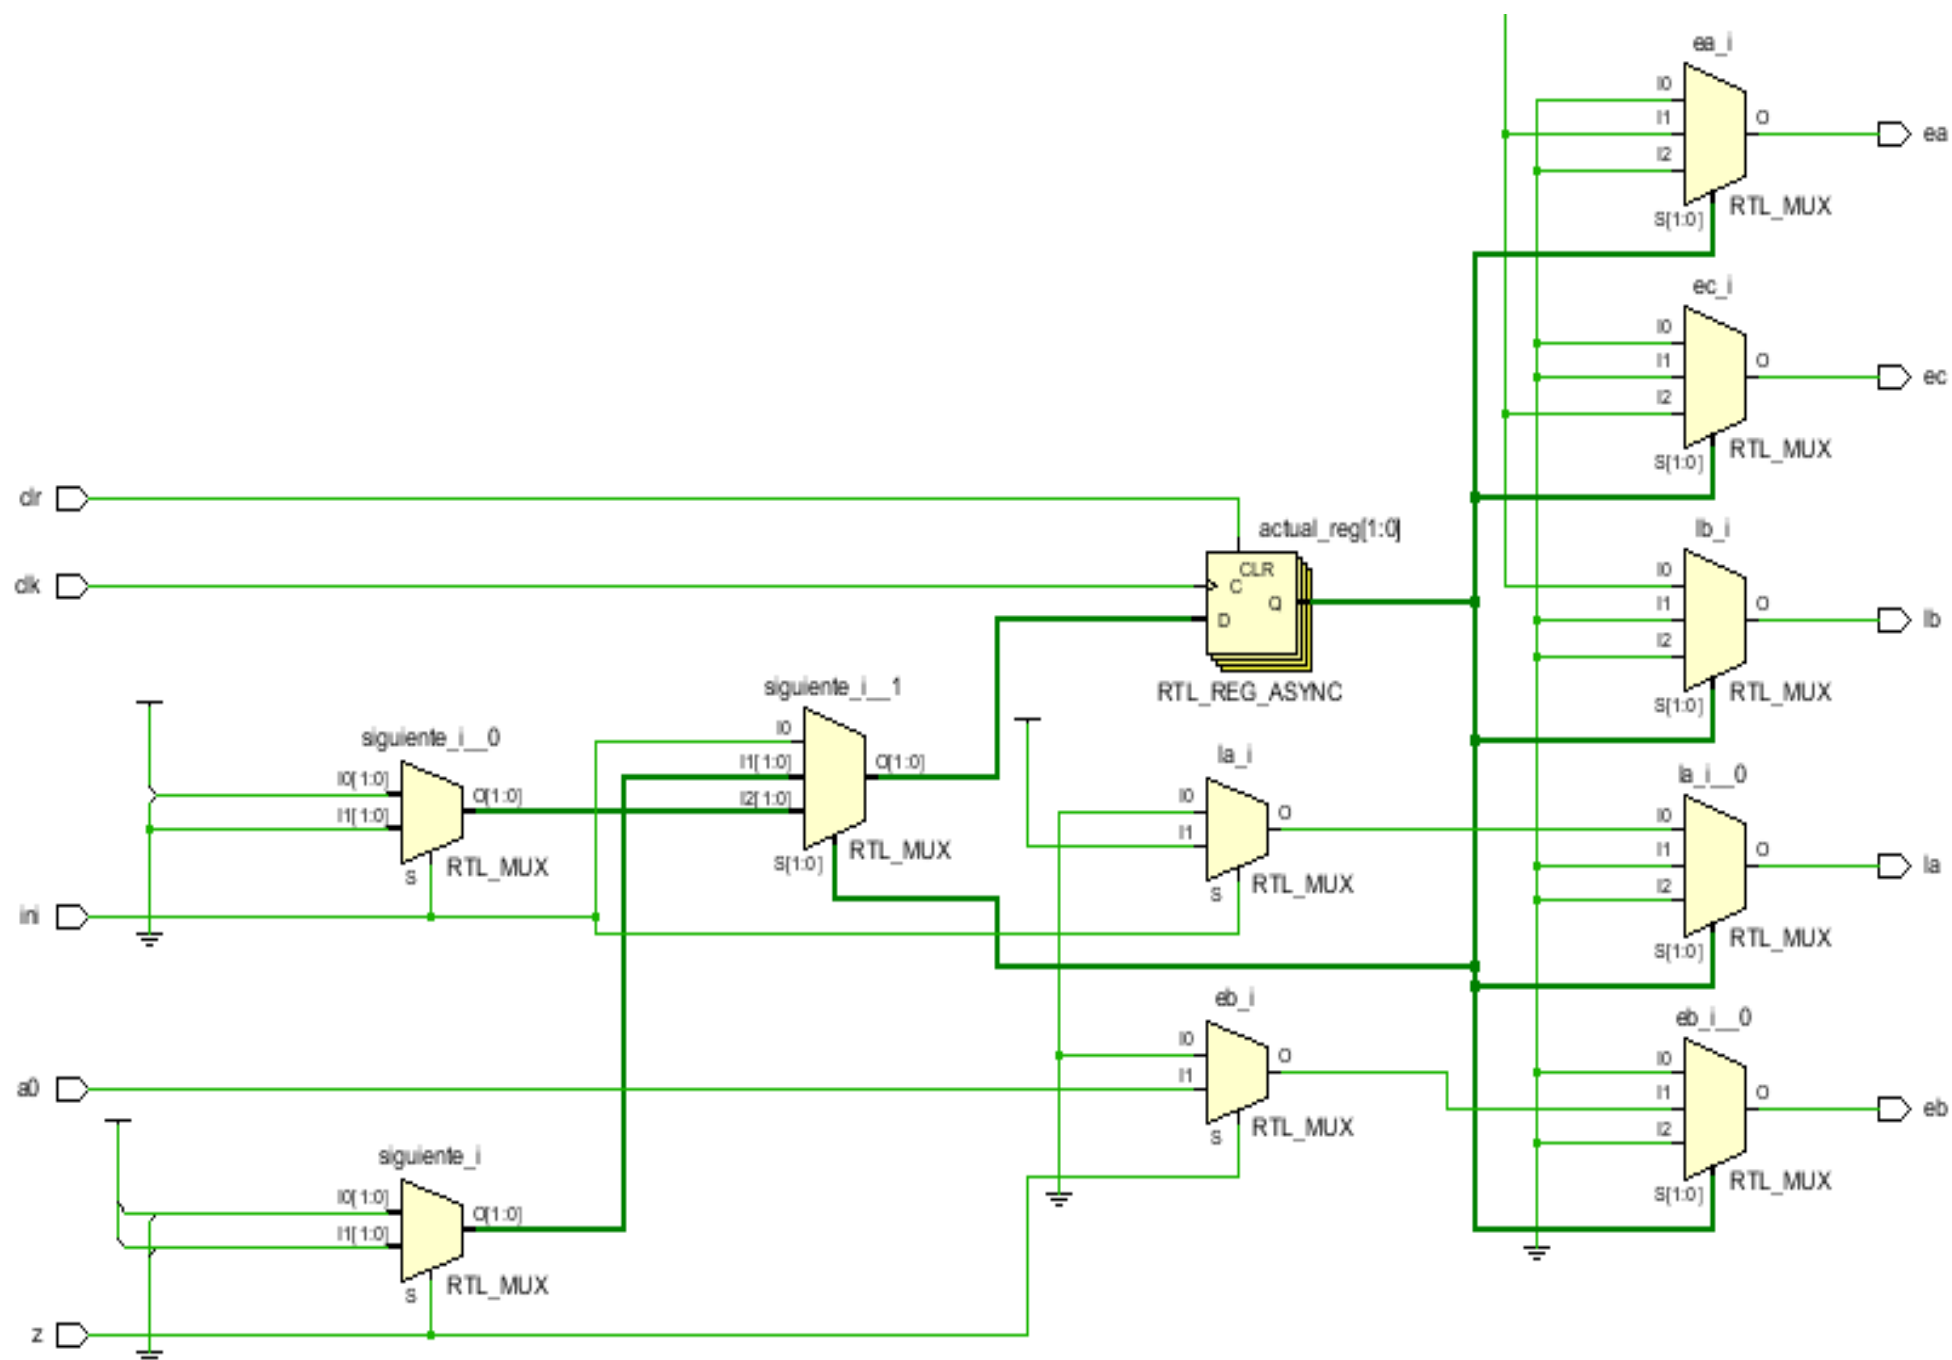 ea_i
I0
I1
I2
O
ea
S[1:0]
RTL_MUX
ec_i
I0
I1
I2
O
ec
S[1:0]
RTL_MUX
clr
actual_reg[1:0]
CLR
C
Q
D
RTL_REG_ASYNC
clk
lb_i
I0
I1
I2
O
lb
S[1:0]
RTL_MUX
siguiente_i__0
I0[1:0]
I1[1:0]
O[1:0]
S
RTL_MUX
siguiente_i__1
I0
I1[1:0]
I2[1:0]
O[1:0]
S[1:0]
RTL_MUX
la_i
I0
I1
O
S
RTL_MUX
la_i__0
I0
I1
I2
O
la
S[1:0]
RTL_MUX
ini
a0
eb_i
I0
I1
O
S
RTL_MUX
eb_i__0
I0
I1
I2
O
eb
S[1:0]
RTL_MUX
siguiente_i
I0[1:0]
I1[1:0]
O[1:0]
S
RTL_MUX
z